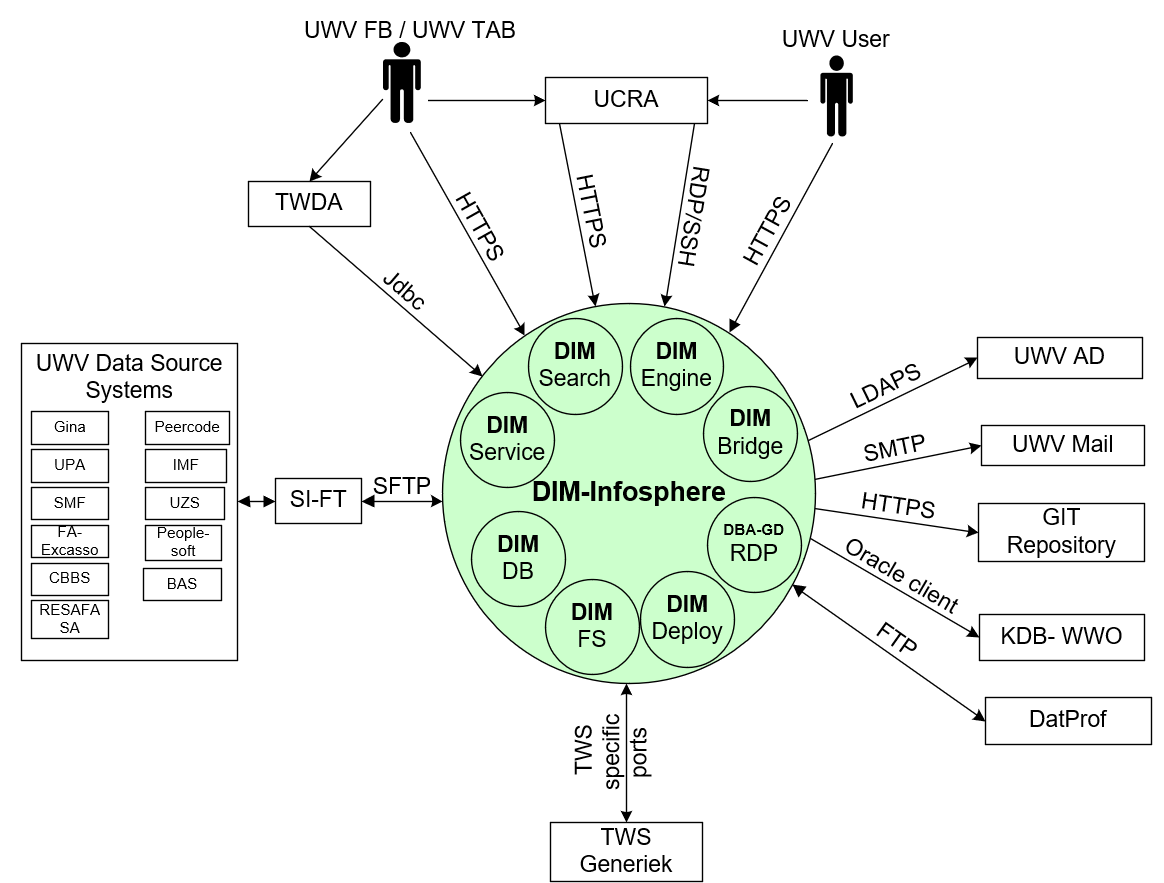 UWV FB / UWV TAB
UWV User
UCRA
TWDA
HTTPS
HTTPS
RDP/SSH
HTTPS
Jdbc
UWV Data Source
Systems
Gina
Peercode
UPA
IMF
SMF
UZS
FA-
Excasso
People-
soft
CBBS
BAS
RESAFA
SA
SI-FT
SFTP
DIM
Search
DIM
Engine
DIM
Service
DIM
Bridge
DIM-Infosphere
DIM
DB
DBA-GD
RDP
DIM
FS
DIM
Deploy
LDAPS
UWV AD
SMTP
UWV Mail
HTTPS
GIT
Repository
Oracle client
KDB- WWO
FTP
DatProf
TWS
specific
ports
TWS
Generiek